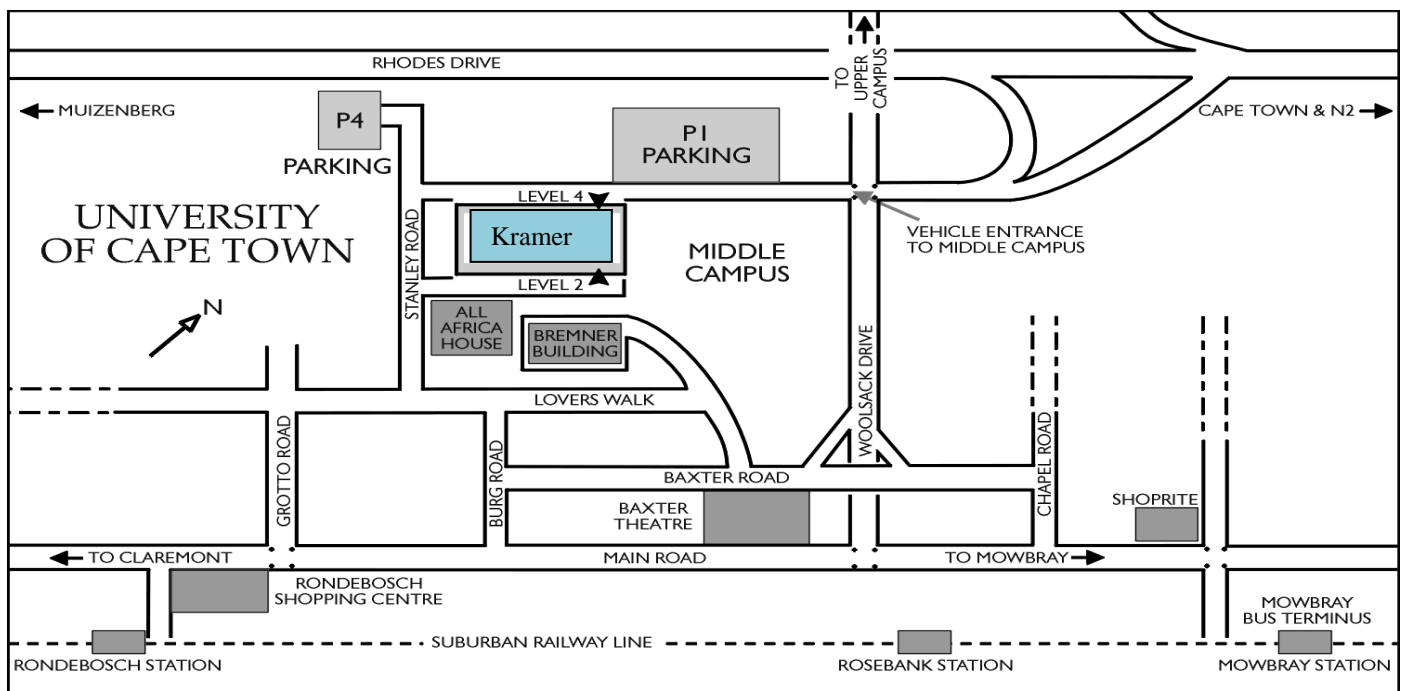 RHODES DRIVE
TO
UPPER
CAMPUS
MUIZENBERG
CAPE TOWN & N2
P4
PARKING
P1
PARKING
LEVEL 4
UNIVERSITY
OF CAPE TOWN
STANLEY ROAD
Kramer
MIDDLE
CAMPUS
VEHICLE ENTRANCE
TO MIDDLE CAMPUS
LEVEL 2
N
ALL
AFRICA
HOUSE
BREMNER
BUILDING
WOOLSACK DRIVE
LOVERS WALK
GROTTO ROAD
BURG ROAD
BAXTER ROAD
CHAPEL ROAD
BAXTER
THEATRE
SHOPRITE
TO CLAREMONT
MAIN ROAD
TO MOWBRAY
RONDEBOSCH
SHOPPING CENTRE
MOWBRAY
BUS TERMINUS
SUBURBAN RAILWAY LINE
RONDEBOSCH STATION
ROSEBANK STATION
MOWBRAY STATION